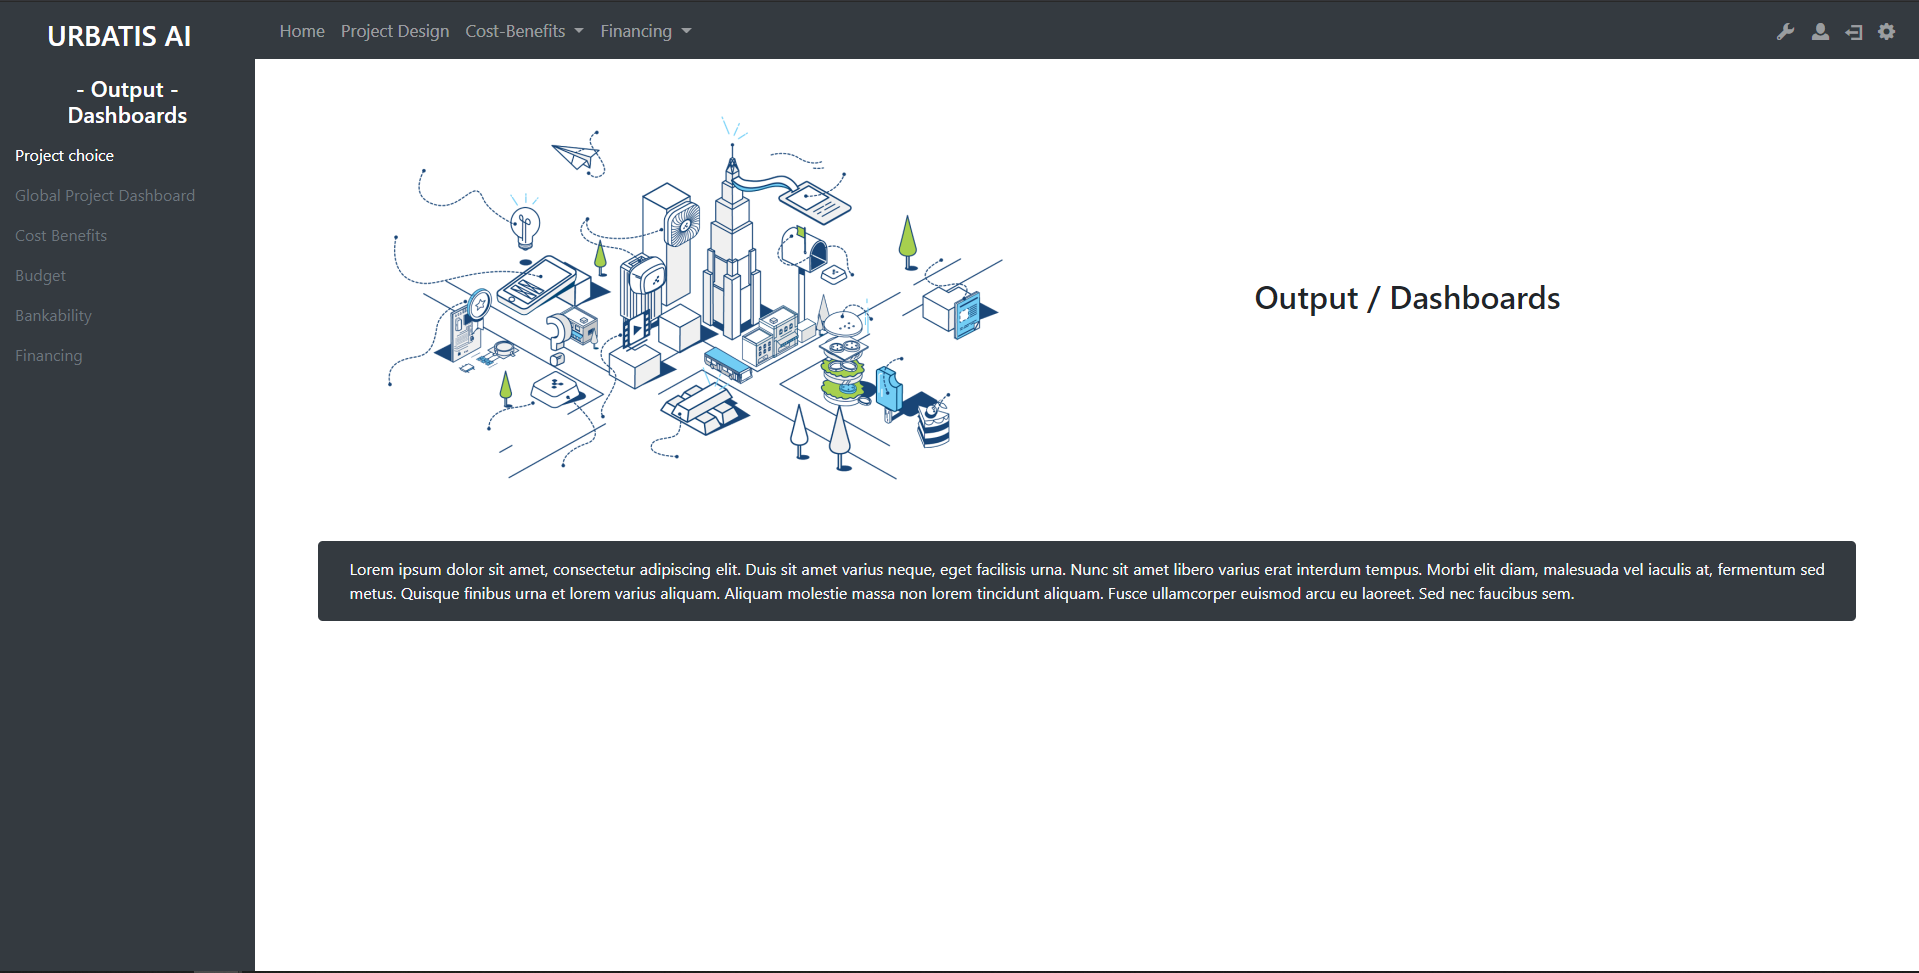 URBATIS AI
- Output -
Dashboards
Project choice
Global Project Dashboard
Cost Benefits
Budget
Bankability
Financing
Home Project Design Cost-Benefits Financing
Output / Dashboards
Lorem ipsum dolor sit amet, consectetur adipiscing elit. Duis sit amet varius neque, eget facilisis urna. Nunc sit amet libero varius erat interdum tempus. Morbi elit diam, malesuada vel iaculis at, fermentum sed
metus. Quisque finibus urna et lorem varius aliquam. Aliquam molestie massa non lorem tincidunt aliquam. Fusce ullamcorper euismod arcu eu laoreet. Sed nec faucibus sem.